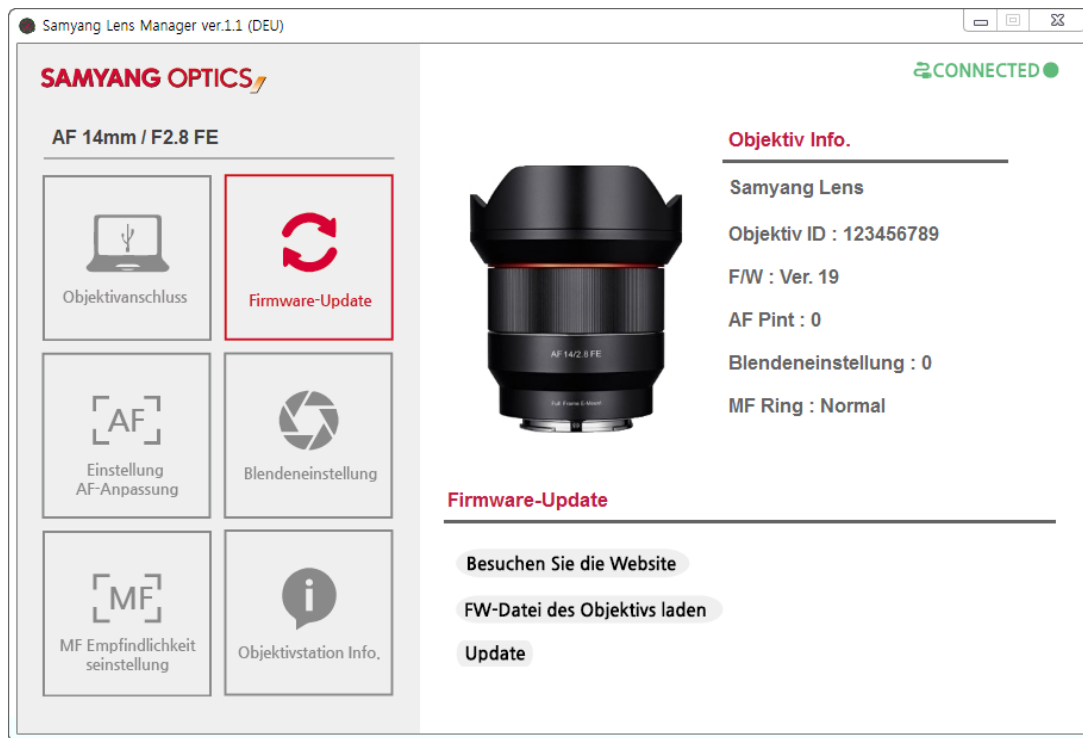 Samyang Lens Manager ver.1.1 (DEU)
SAMYANG OPTICS
CONNECTED
AF 14mm / F2.8 FE
Objektivanschluss
Firmware-Update
AF
Einstellung
AF-Anpassung
Blendeneinstellung
MF
MF Empfindlichkeit
seinstellung
i
Objektivstation Info.
AF 14/2.8 FE
Full Frame E-Mount
Objektiv Info.
Samyang Lens
Objektiv ID : 123456789
F/W : Ver. 19
AF Pint : 0
Blendeneinstellung : 0
MF Ring : Normal
Firmware-Update
Besuchen Sie die Website
FW-Datei des Objektivs laden
Update